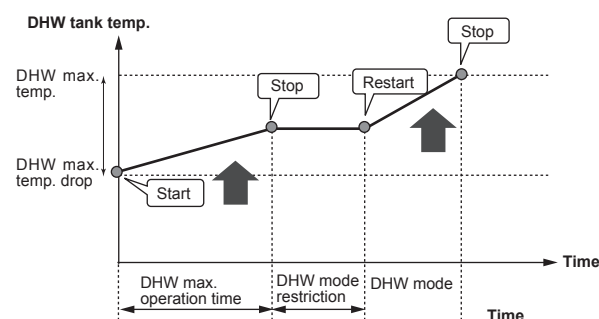 DHW tank temp.
Stop
DHW max.
temp.
Stop
Restart
DHW max.
temp. drop
Start
Time
DHW max.
operation time
DHW mode
restriction
DHW mode
Time